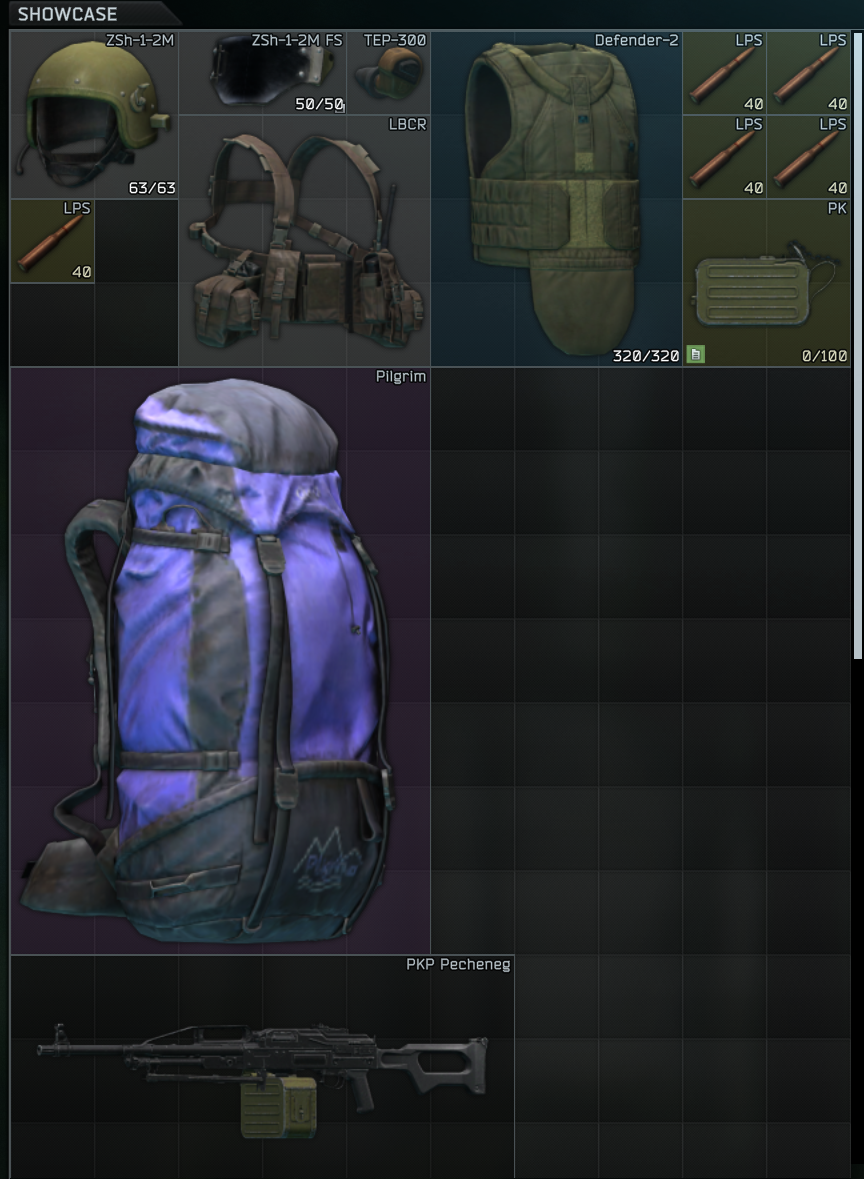 SHOWCASE
ZSh-1-2M
63/63
ZSh-1-2M FS
50/50
TEP-300
LBCR
Defender-2
320/320
LPS
40
LPS
40
LPS
40
LPS
40
LPS
40
PK
0/100
Pilgrim
PKP Pecheneg